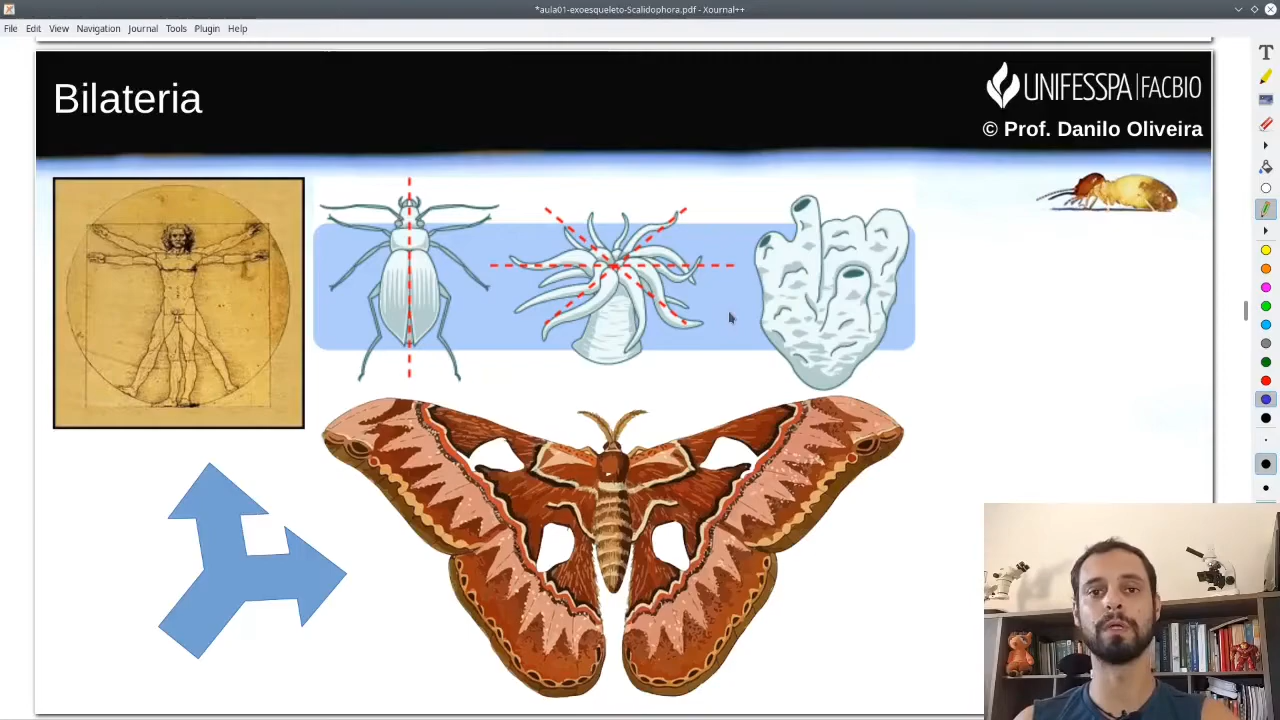 *aula01-exoesqueleto-Scalidophora.pdf - Xournal++
File Edit View Navigation Journal Tools Plugin Help
Bilateria
UNIFESSPA|FACBIO
© Prof. Danilo Oliveira
T